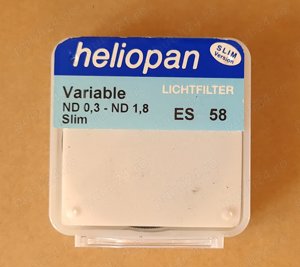 heliopan
SLIM
Version
Variable
LICHTFILTER
ND 0,3 - ND 1,8
Slim
ES 58